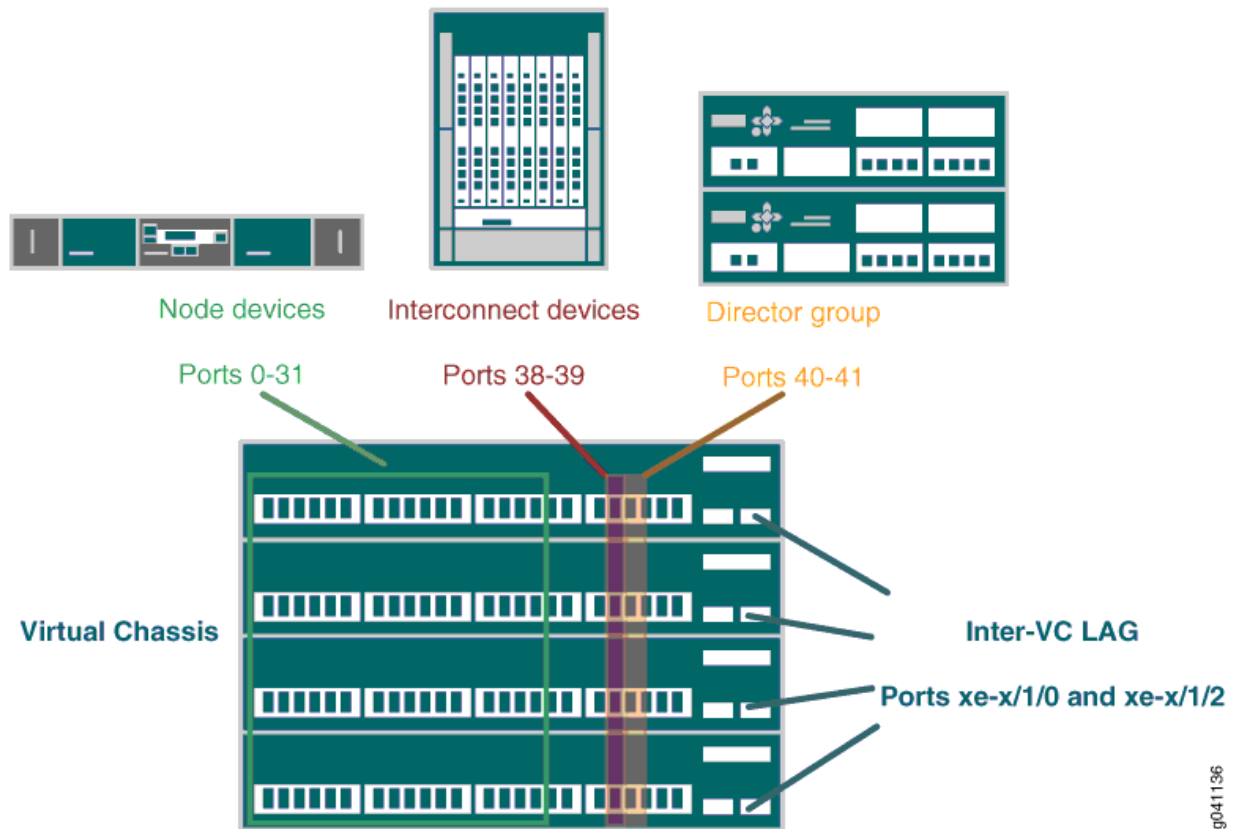 Node devices
Interconnect devices
Director group
Ports 0-31
Ports 38-39
Ports 40-41
Virtual Chassis
Inter-VC LAG
Ports xe-x/1/0 and xe-x/1/2
g041136